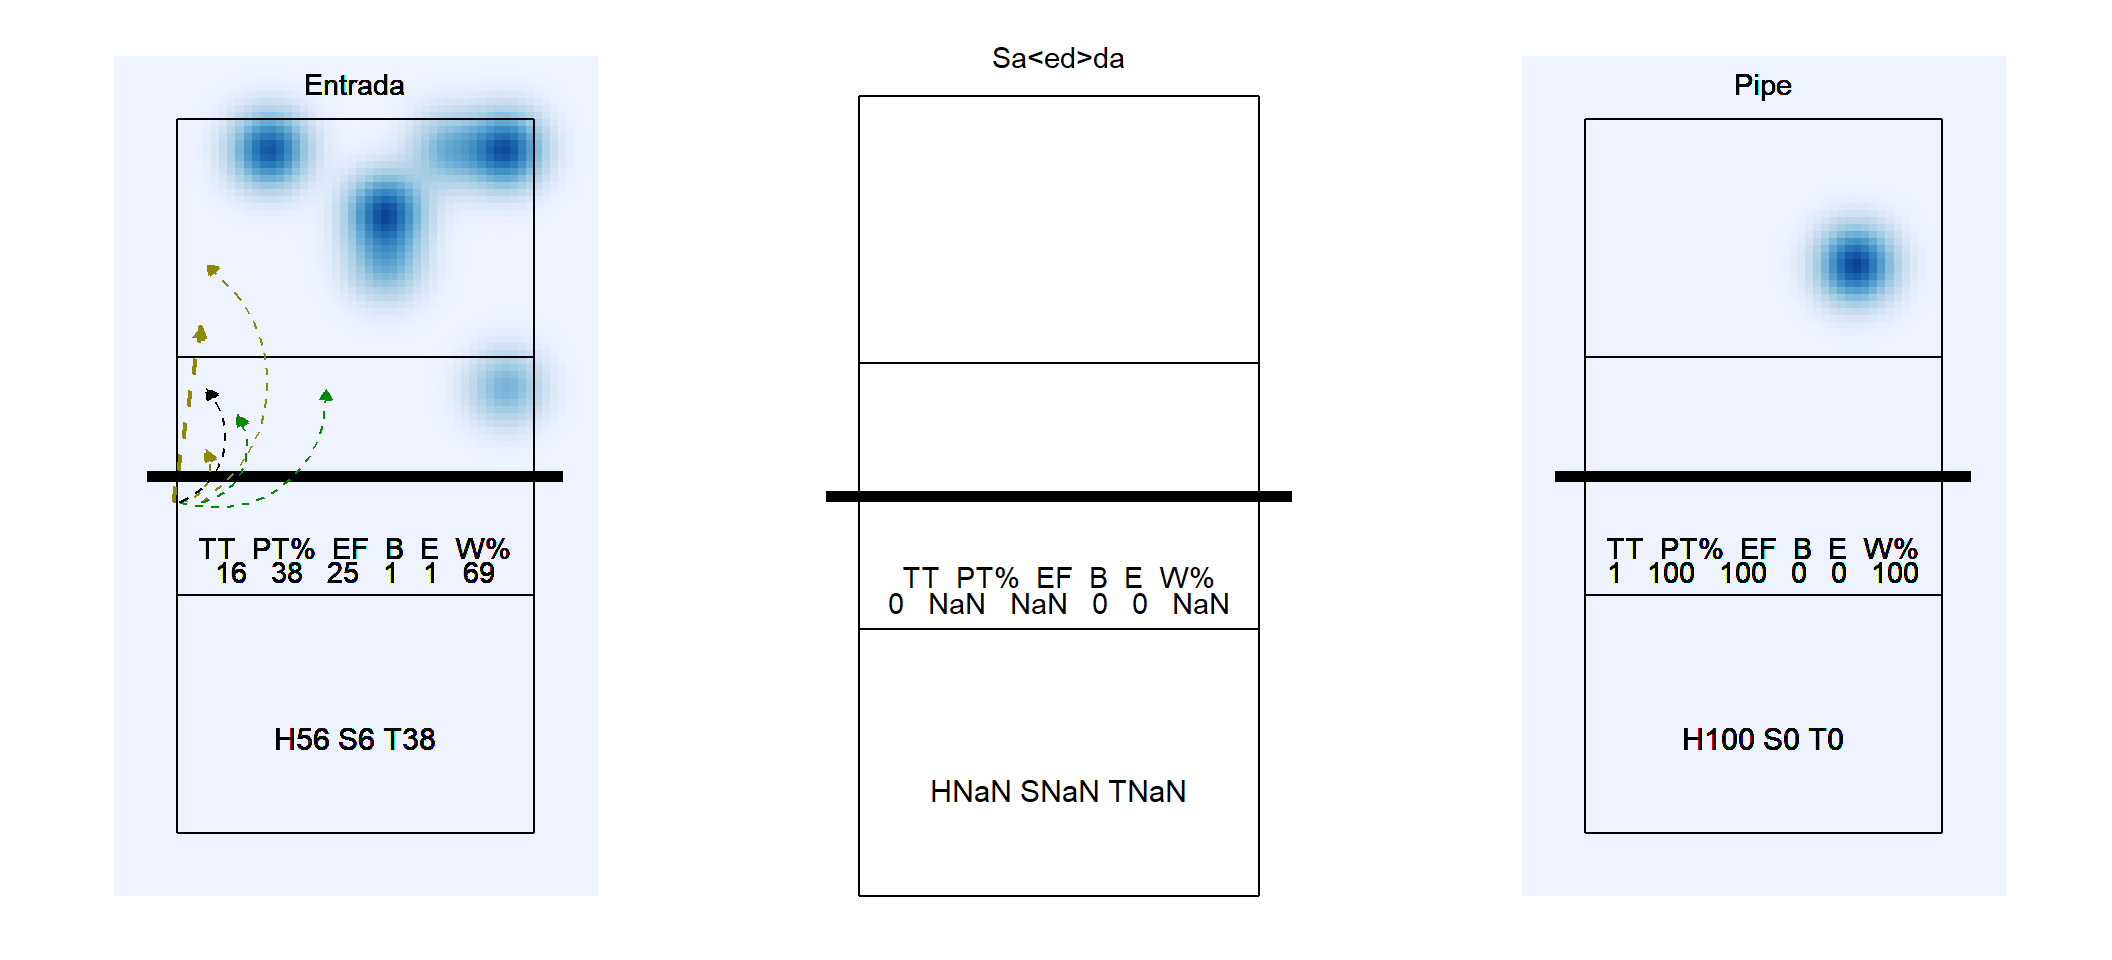 Entrada
TT PT% EF B E W%
16 38 25 1 1 69
H56 S6 T38
Sa<ed>da
TT PT% EF B E W%
0 NaN NaN 0 0 NaN
HNaN SNaN TNaN
Pipe
TT PT% EF B E W%
1 100 100 0 0 100
H100 S0 T0